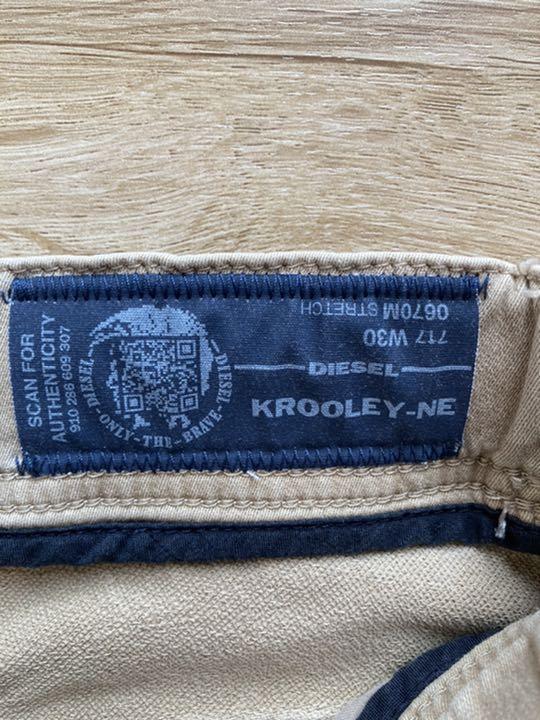 SCAN FOR
AUTHENTICITY
910 286 609 307
DIESEL
ONLY-THE-BRAVE
DIESEL
717 W30
0670M STRETCH
DIESEL
KROOLEY-NE